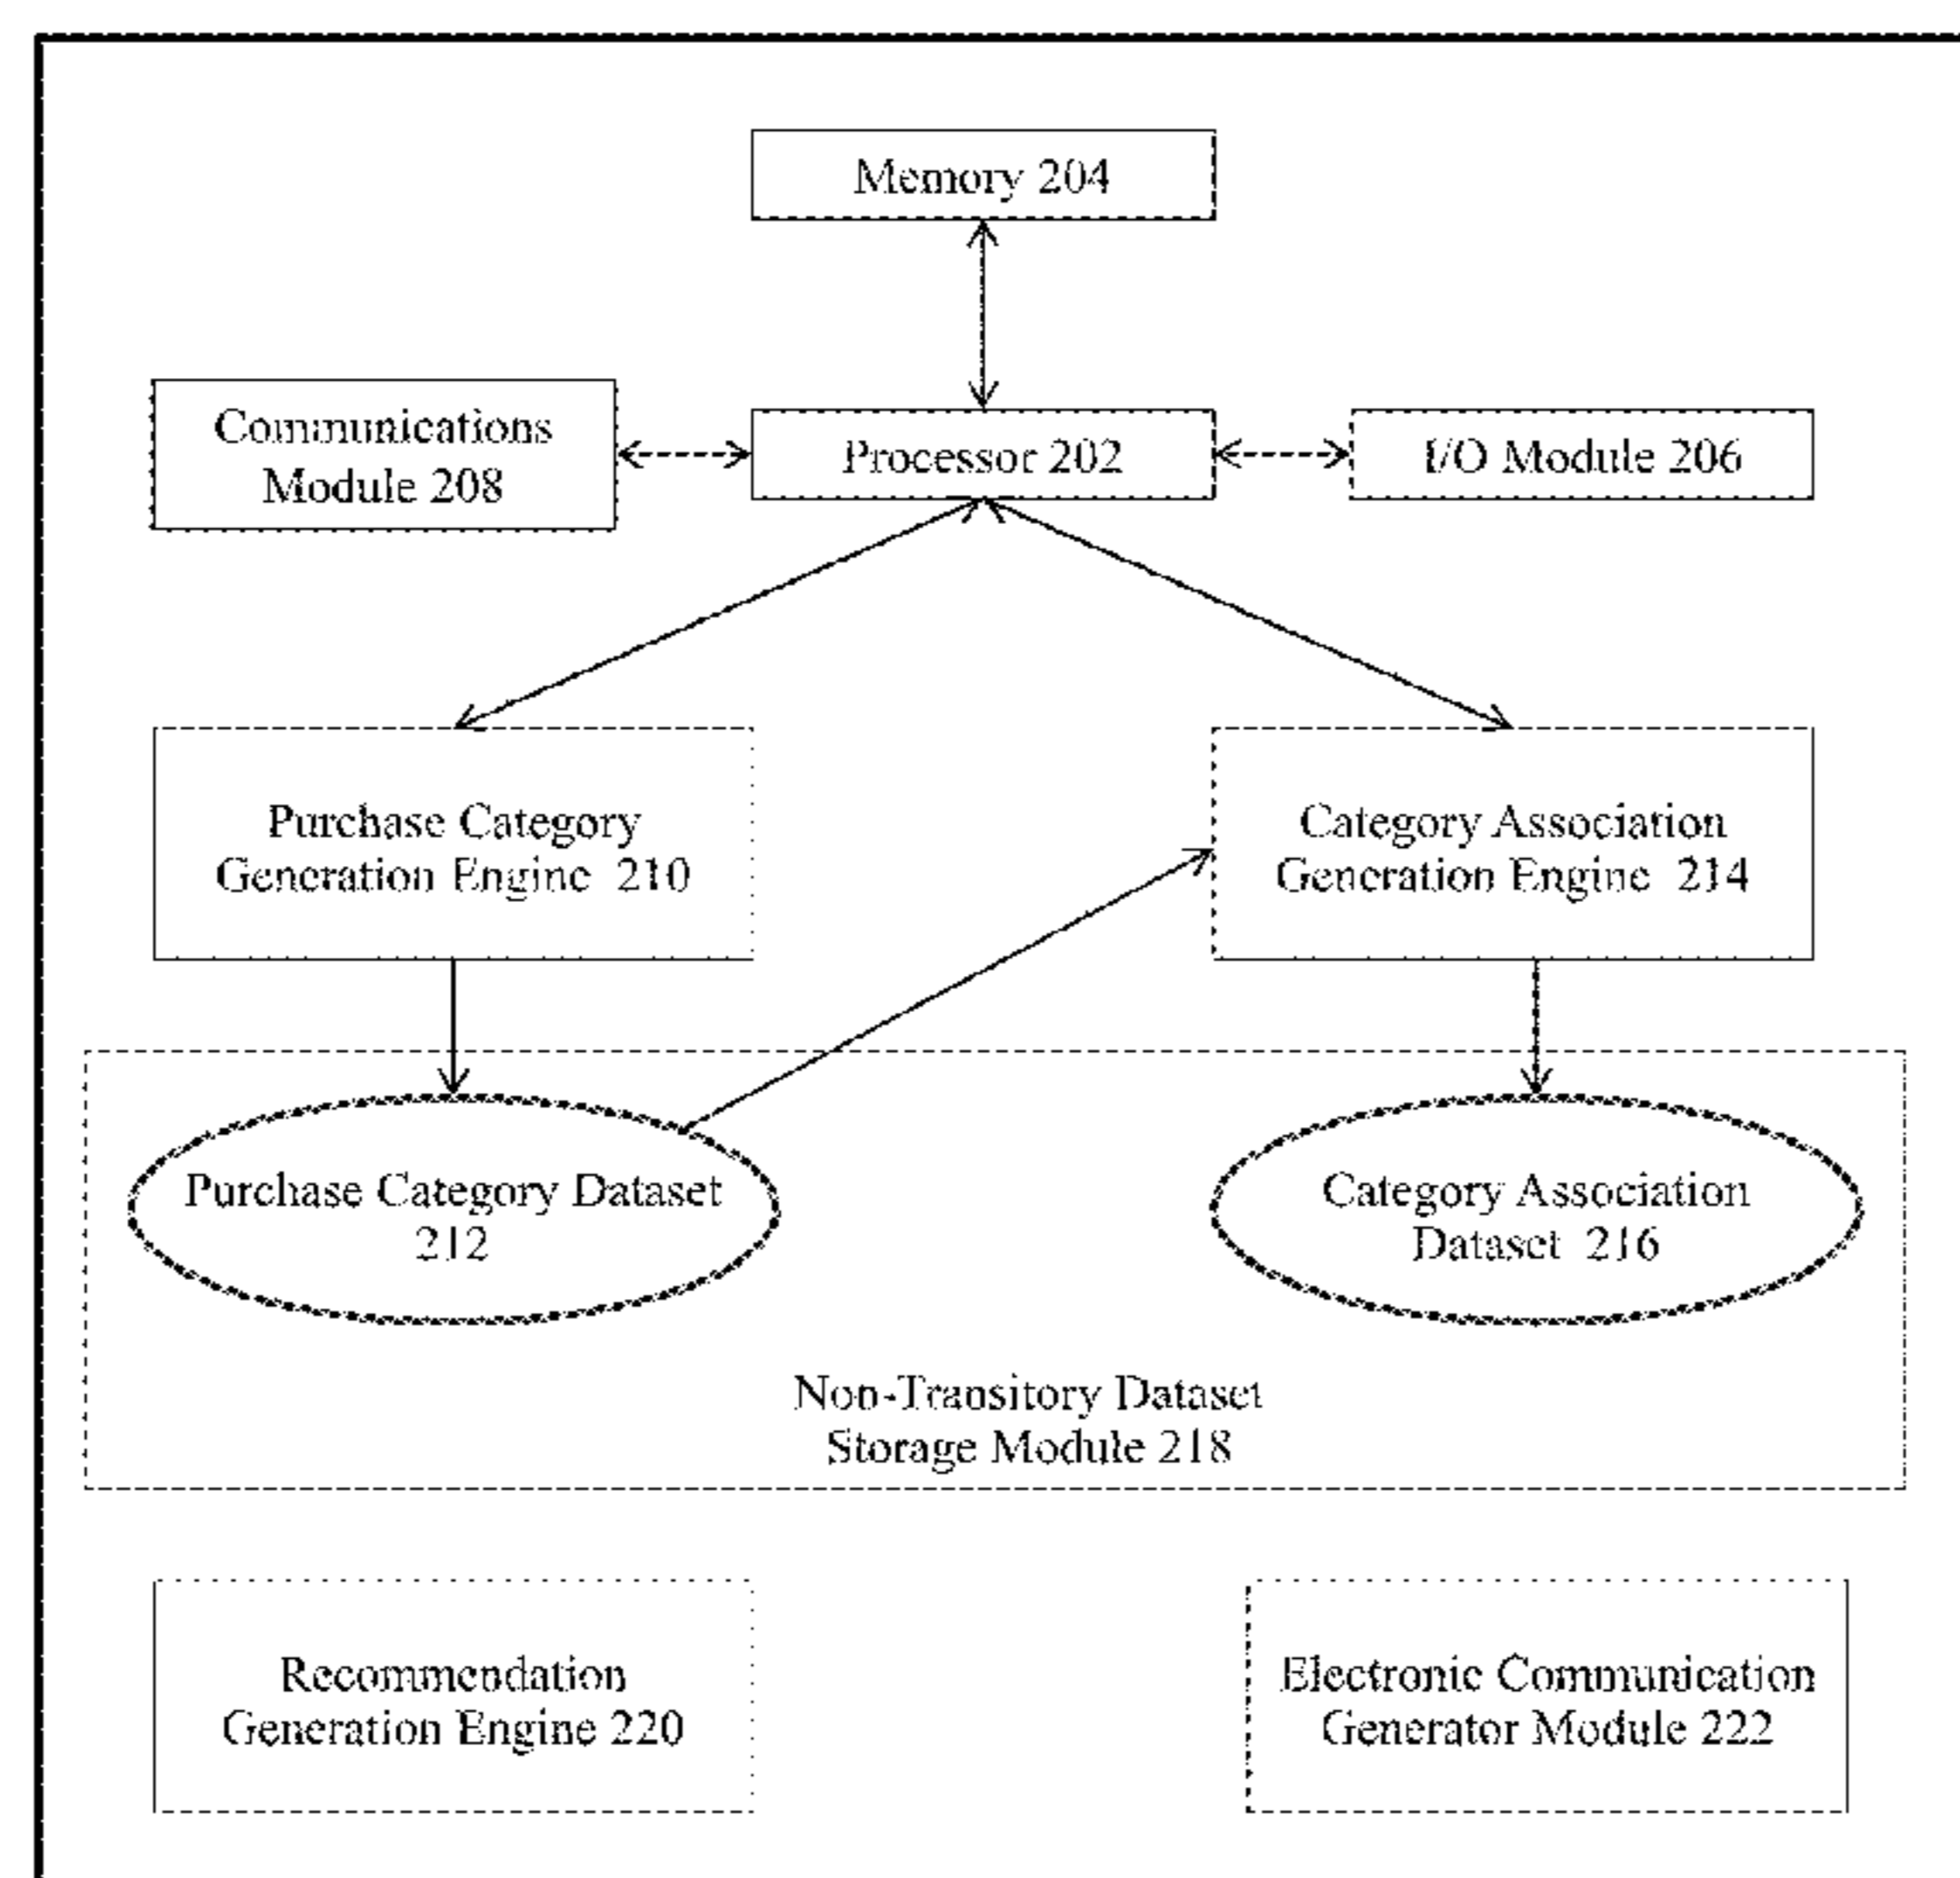 Memory 204
Communications
Module 208
Processor 202
I/O Module 206
Purchase Category
Generation Engine 210
Category Association
Generation Engine 214
Purchase Category Dataset
212
Category Association
Dataset 216
Non-Transitory Dataset
Storage Module 218
Recommendation
Generation Engine 220
Electronic Communication
Generator Module 222